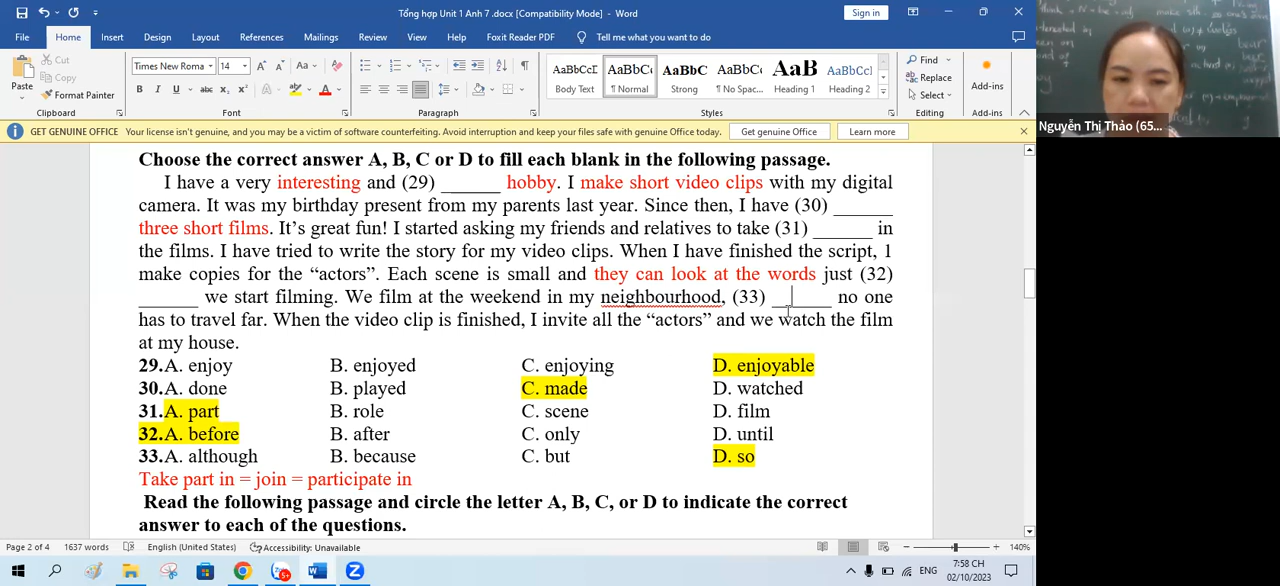 Tổng hợp Unit 1 Anh 7 .docx [Compatibility Mode] - Word
Sign in
File Home Insert Design Layout References Mailings Review View Help Foxit Reader PDF Tell me what you want to do
Paste
Cut
Copy
Format Painter
Clipboard
Times New Roma 14
Font
Paragraph
AaBbCcD Body Text
AaBbCc ¶ Normal
AaBbC Strong
AaBbCc ¶ No Spac...
AaB Heading 1
AaBbCc Heading 2
Styles
Find
Replace
Select
Editing
Add-ins
Add-ins
GET GENUINE OFFICE Your license isn't genuine, and you may be a victim of software counterfeiting. Avoid interruption and keep your files safe with genuine Office today. Get genuine Office Learn more
Nguyễn Thị Thảo (65...
Choose the correct answer A, B, C or D to fill each blank in the following passage.
I have a very interesting and (29) ______ hobby. I make short video clips with my digital
camera. It was my birthday present from my parents last year. Since then, I have (30) ______
three short films. It's great fun! I started asking my friends and relatives to take (31) ______ in
the films. I have tried to write the story for my video clips. When I have finished the script, 1
make copies for the “actors”. Each scene is small and they can look at the words just (32)
______ we start filming. We film at the weekend in my neighbourhood, (33) ______ no one
has to travel far. When the video clip is finished, I invite all the “actors” and we watch the film
at my house.
29.A. enjoy B. enjoyed C. enjoying D. enjoyable
30.A. done B. played C. made D. watched
31.A. part B. role C. scene D. film
32.A. before B. after C. only D. until
33.A. although B. because C. but D. so
Take part in = join = participate in
Read the following passage and circle the letter A, B, C, or D to indicate the correct
answer to each of the questions.
Page 2 of 4 1637 words English (United States) Accessibility: Unavailable 140%
ENG 7:58 CH
02/10/2023